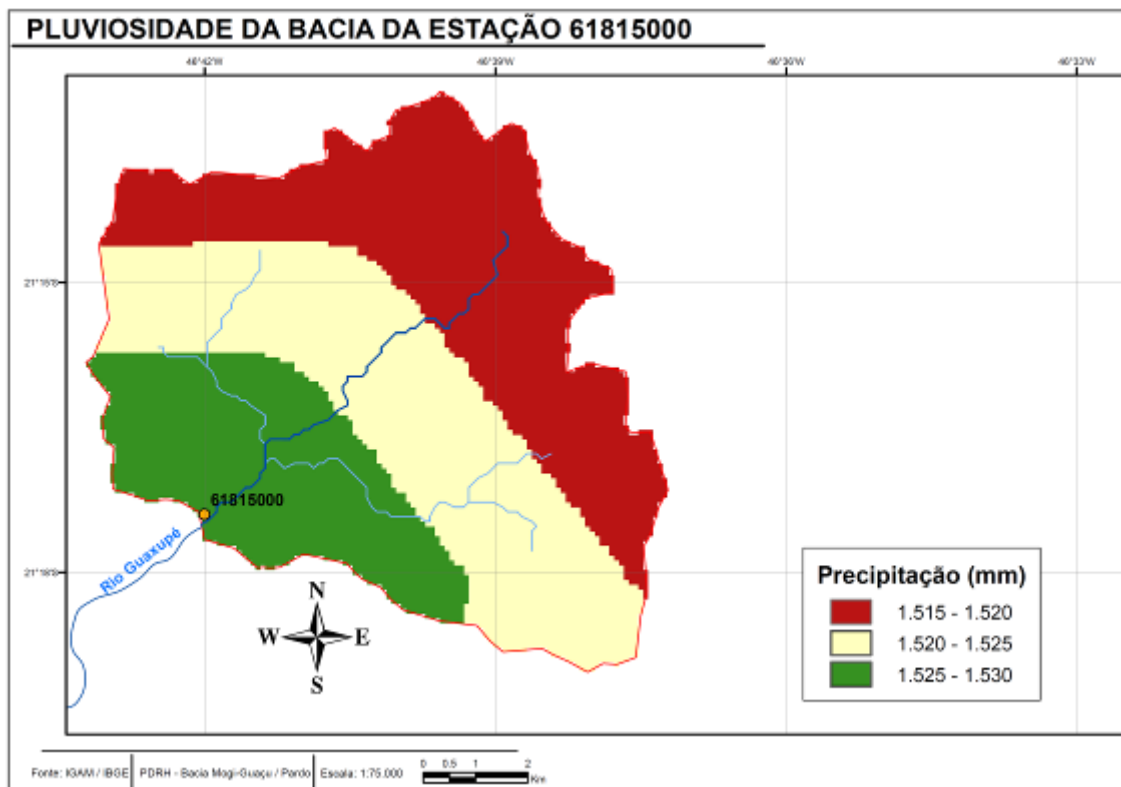 PLUVIOSIDADE DA BACIA DA ESTAÇÃO 61815000
46°42'W 46°39'W 46°36'W 46°33'W
21°15'S
61815000
Rio Guaxupé
21°18'S
N
W E
S
Precipitação (mm)
1.515 - 1.520
1.520 - 1.525
1.525 - 1.530
Fonte: IGAM / IBGE PDRH - Bacia Mogi-Guaçu / Pardo Escala: 1:75.000
0 0.5 1 2
Km